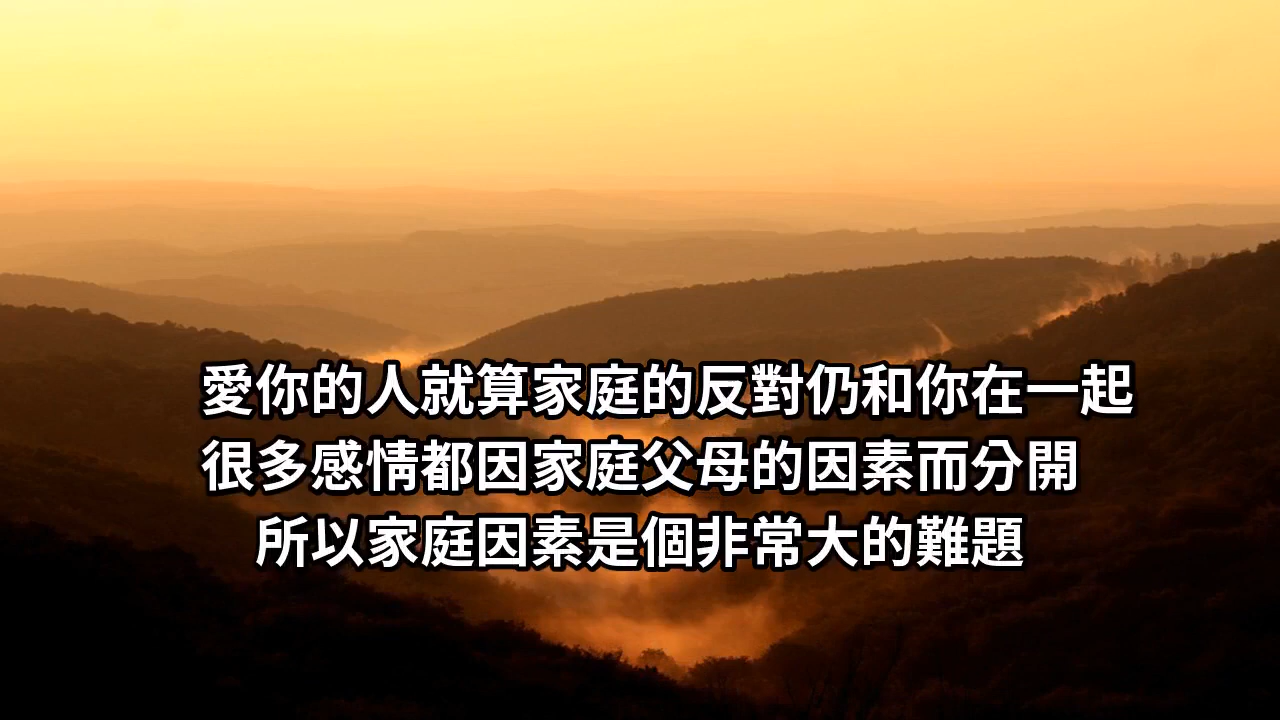 愛你的人就算家庭的反對仍和你在一起
很多感情都因家庭父母的因素而分開
所以家庭因素是個非常大的難題